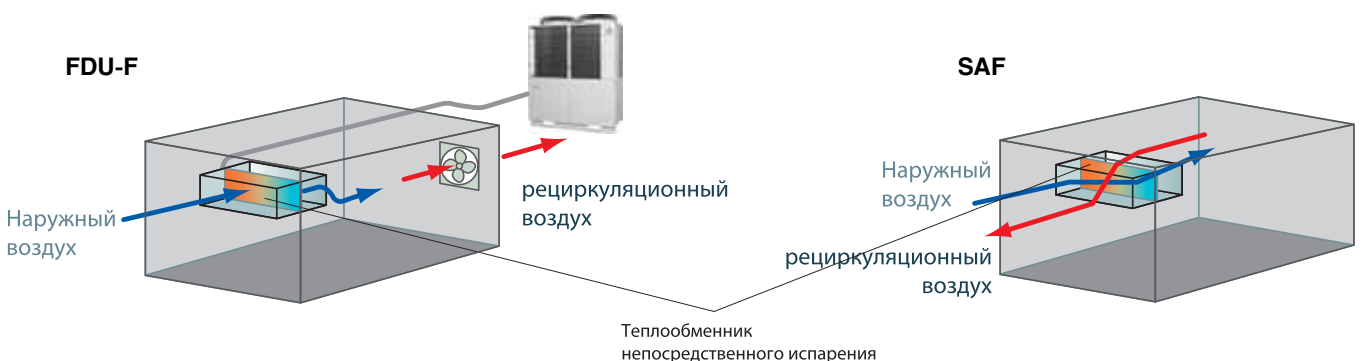 FDU-F
SAF
Наружный
воздух
рециркуляционный
воздух
Наружный
воздух
рециркуляционный
воздух
Теплообменник
непосредственного испарения